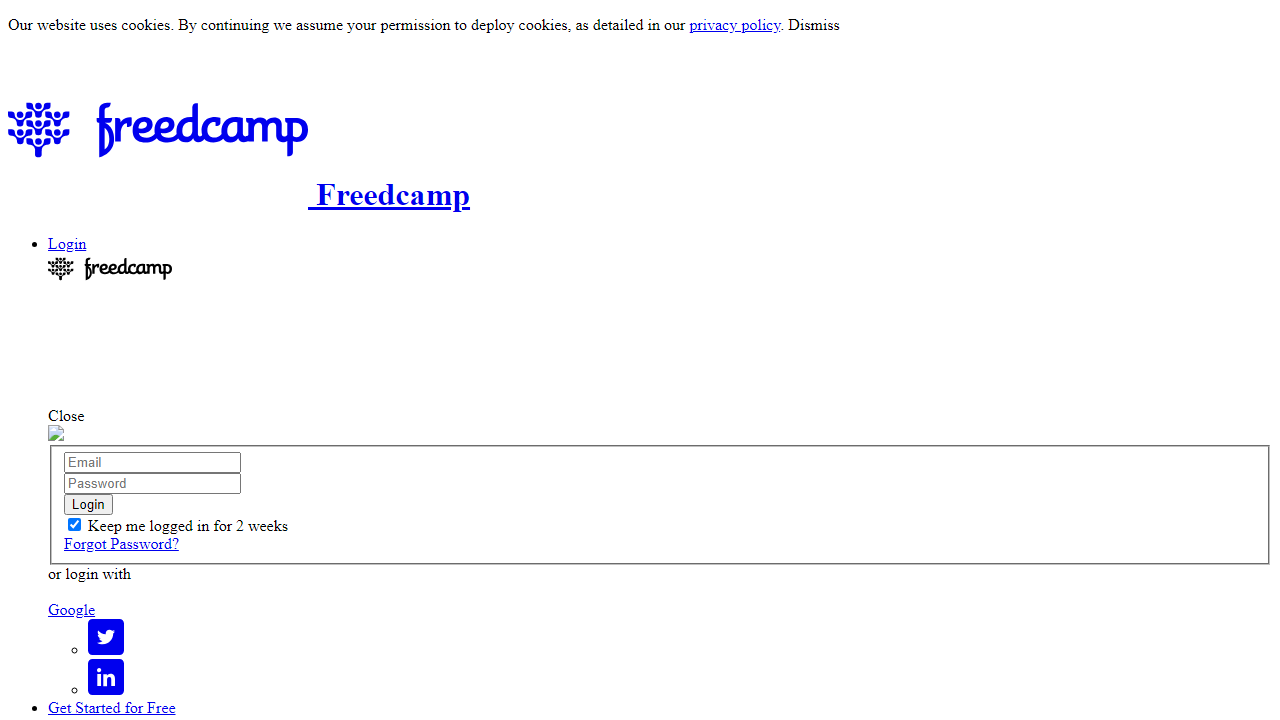 Our website uses cookies. By continuing we assume your permission to deploy cookies, as detailed in our privacy policy. Dismiss
freedcamp
Freedcamp
Login
freedcamp
Close
Email
Password
Login
Keep me logged in for 2 weeks
Forgot Password?
or login with
Google
in
Get Started for Free